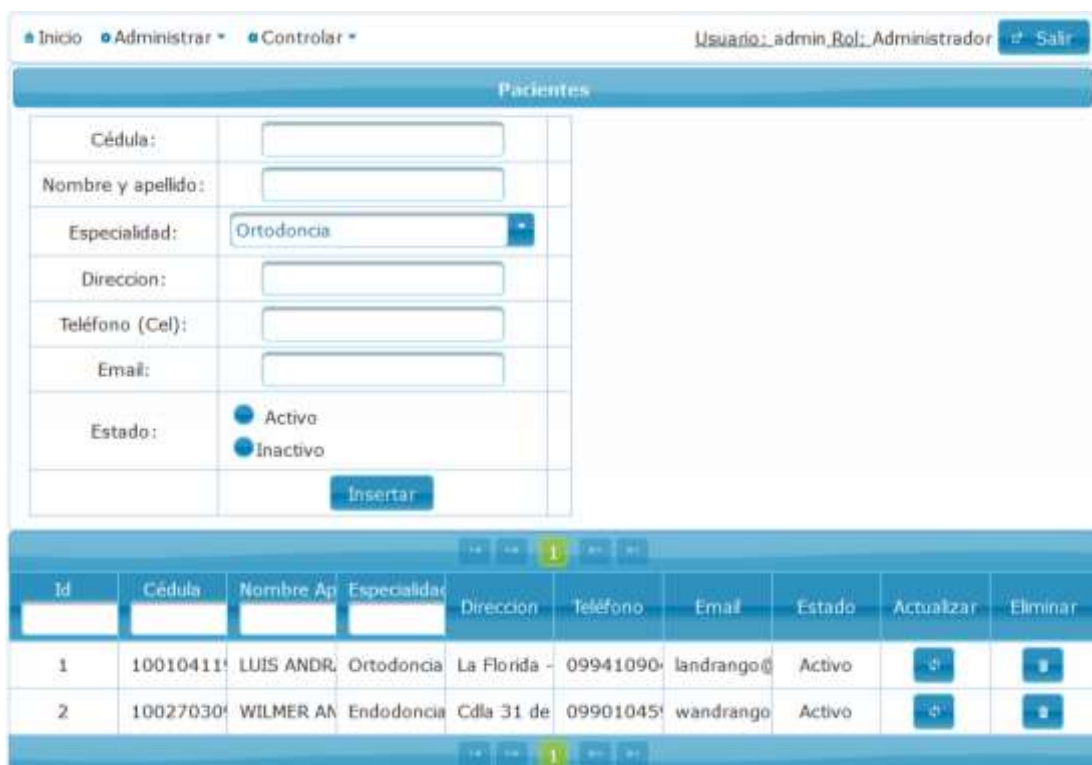 Inicio Administrar Controlar Usuario: admin Rol: Administrador Salir
Pacientes
Cédula:
Nombre y apellido:
Especialidad: Ortodoncia
Direccion:
Teléfono (Cel):
Email:
Estado: Activo
Inactivo
Insertar
1
Id Cédula Nombre Ap Especialidad Direccion Teléfono Email Estado Actualizar Eliminar
1 10010411 LUIS ANDR Ortodoncia La Florida - 09941090 landrango@ Activo
2 10027030 WILMER AN Endodoncia Cdla 31 de 09901045 wandrango Activo
1